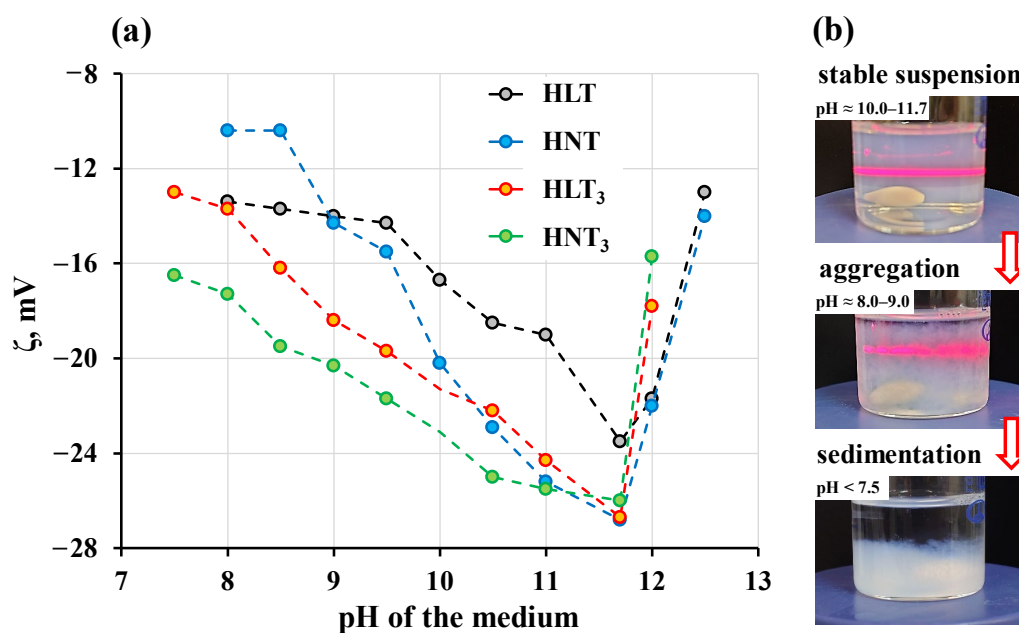 (a)
−8
−12
−16
−20
−24
−28
ζ, mV
7 8 9 10 11 12 13
pH of the medium
HLT
HNT
HLT₃
HNT₃
(b)
stable suspension
pH ≈ 10.0–11.7
aggregation
pH ≈ 8.0–9.0
sedimentation
pH < 7.5